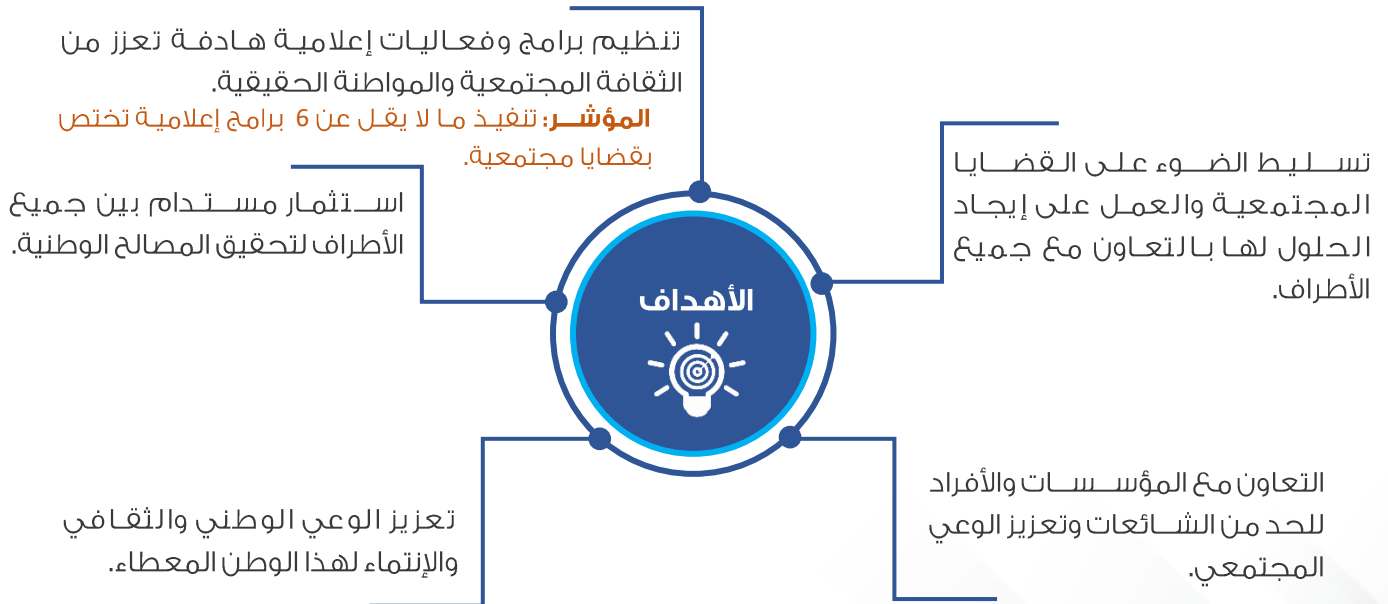 تنظيم برامج وفعاليات إعلامية هادفة تعزز من
الثقافة المجتمعية والمواطنة الحقيقية.
المؤشر: تنفيذ ما لا يقل عن 6 برامج إعلامية تختص
بقضايا مجتمعية.
تسليط الضوء على القضايا
المجتمعية والعمل على إيجاد
الحلول لها بالتعاون مع جميع
الأطراف.
استثمار مستدام بين جميع
الأطراف لتحقيق المصالح الوطنية.
الأهداف
التعاون مع المؤسسات والأفراد
للحد من الشائعات وتعزيز الوعي
المجتمعي.
تعزيز الوعي الوطني والثقافي
والإنتماء لهذا الوطن المعطاء.